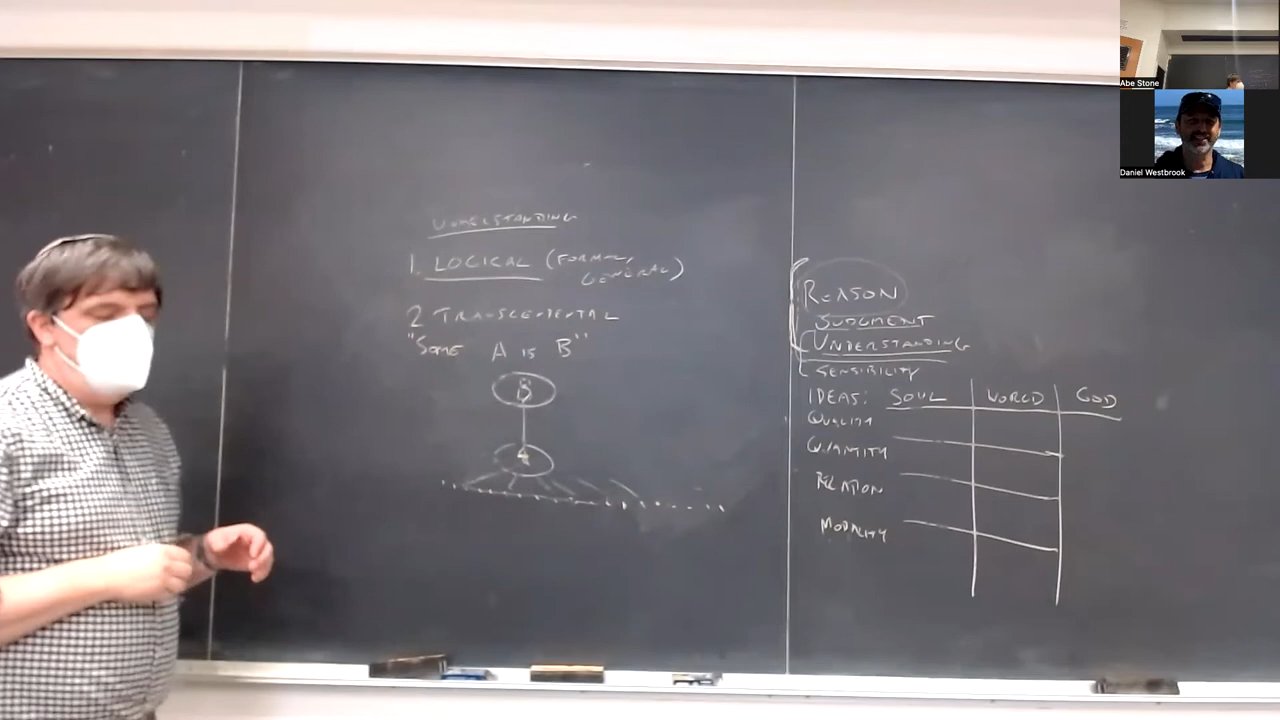 Abe Stone
Daniel Westbrook
UNDERSTANDING
1. LOGICAL (FORMAL, GENERAL)
2 TRANSCENDENTAL
"SOME A IS B"
B
A
REASON
JUDGMENT
UNDERSTANDING
SENSIBILITY
IDEAS: SOUL WORLD GOD
QUALITY
QUANTITY
RELATION
MODALITY